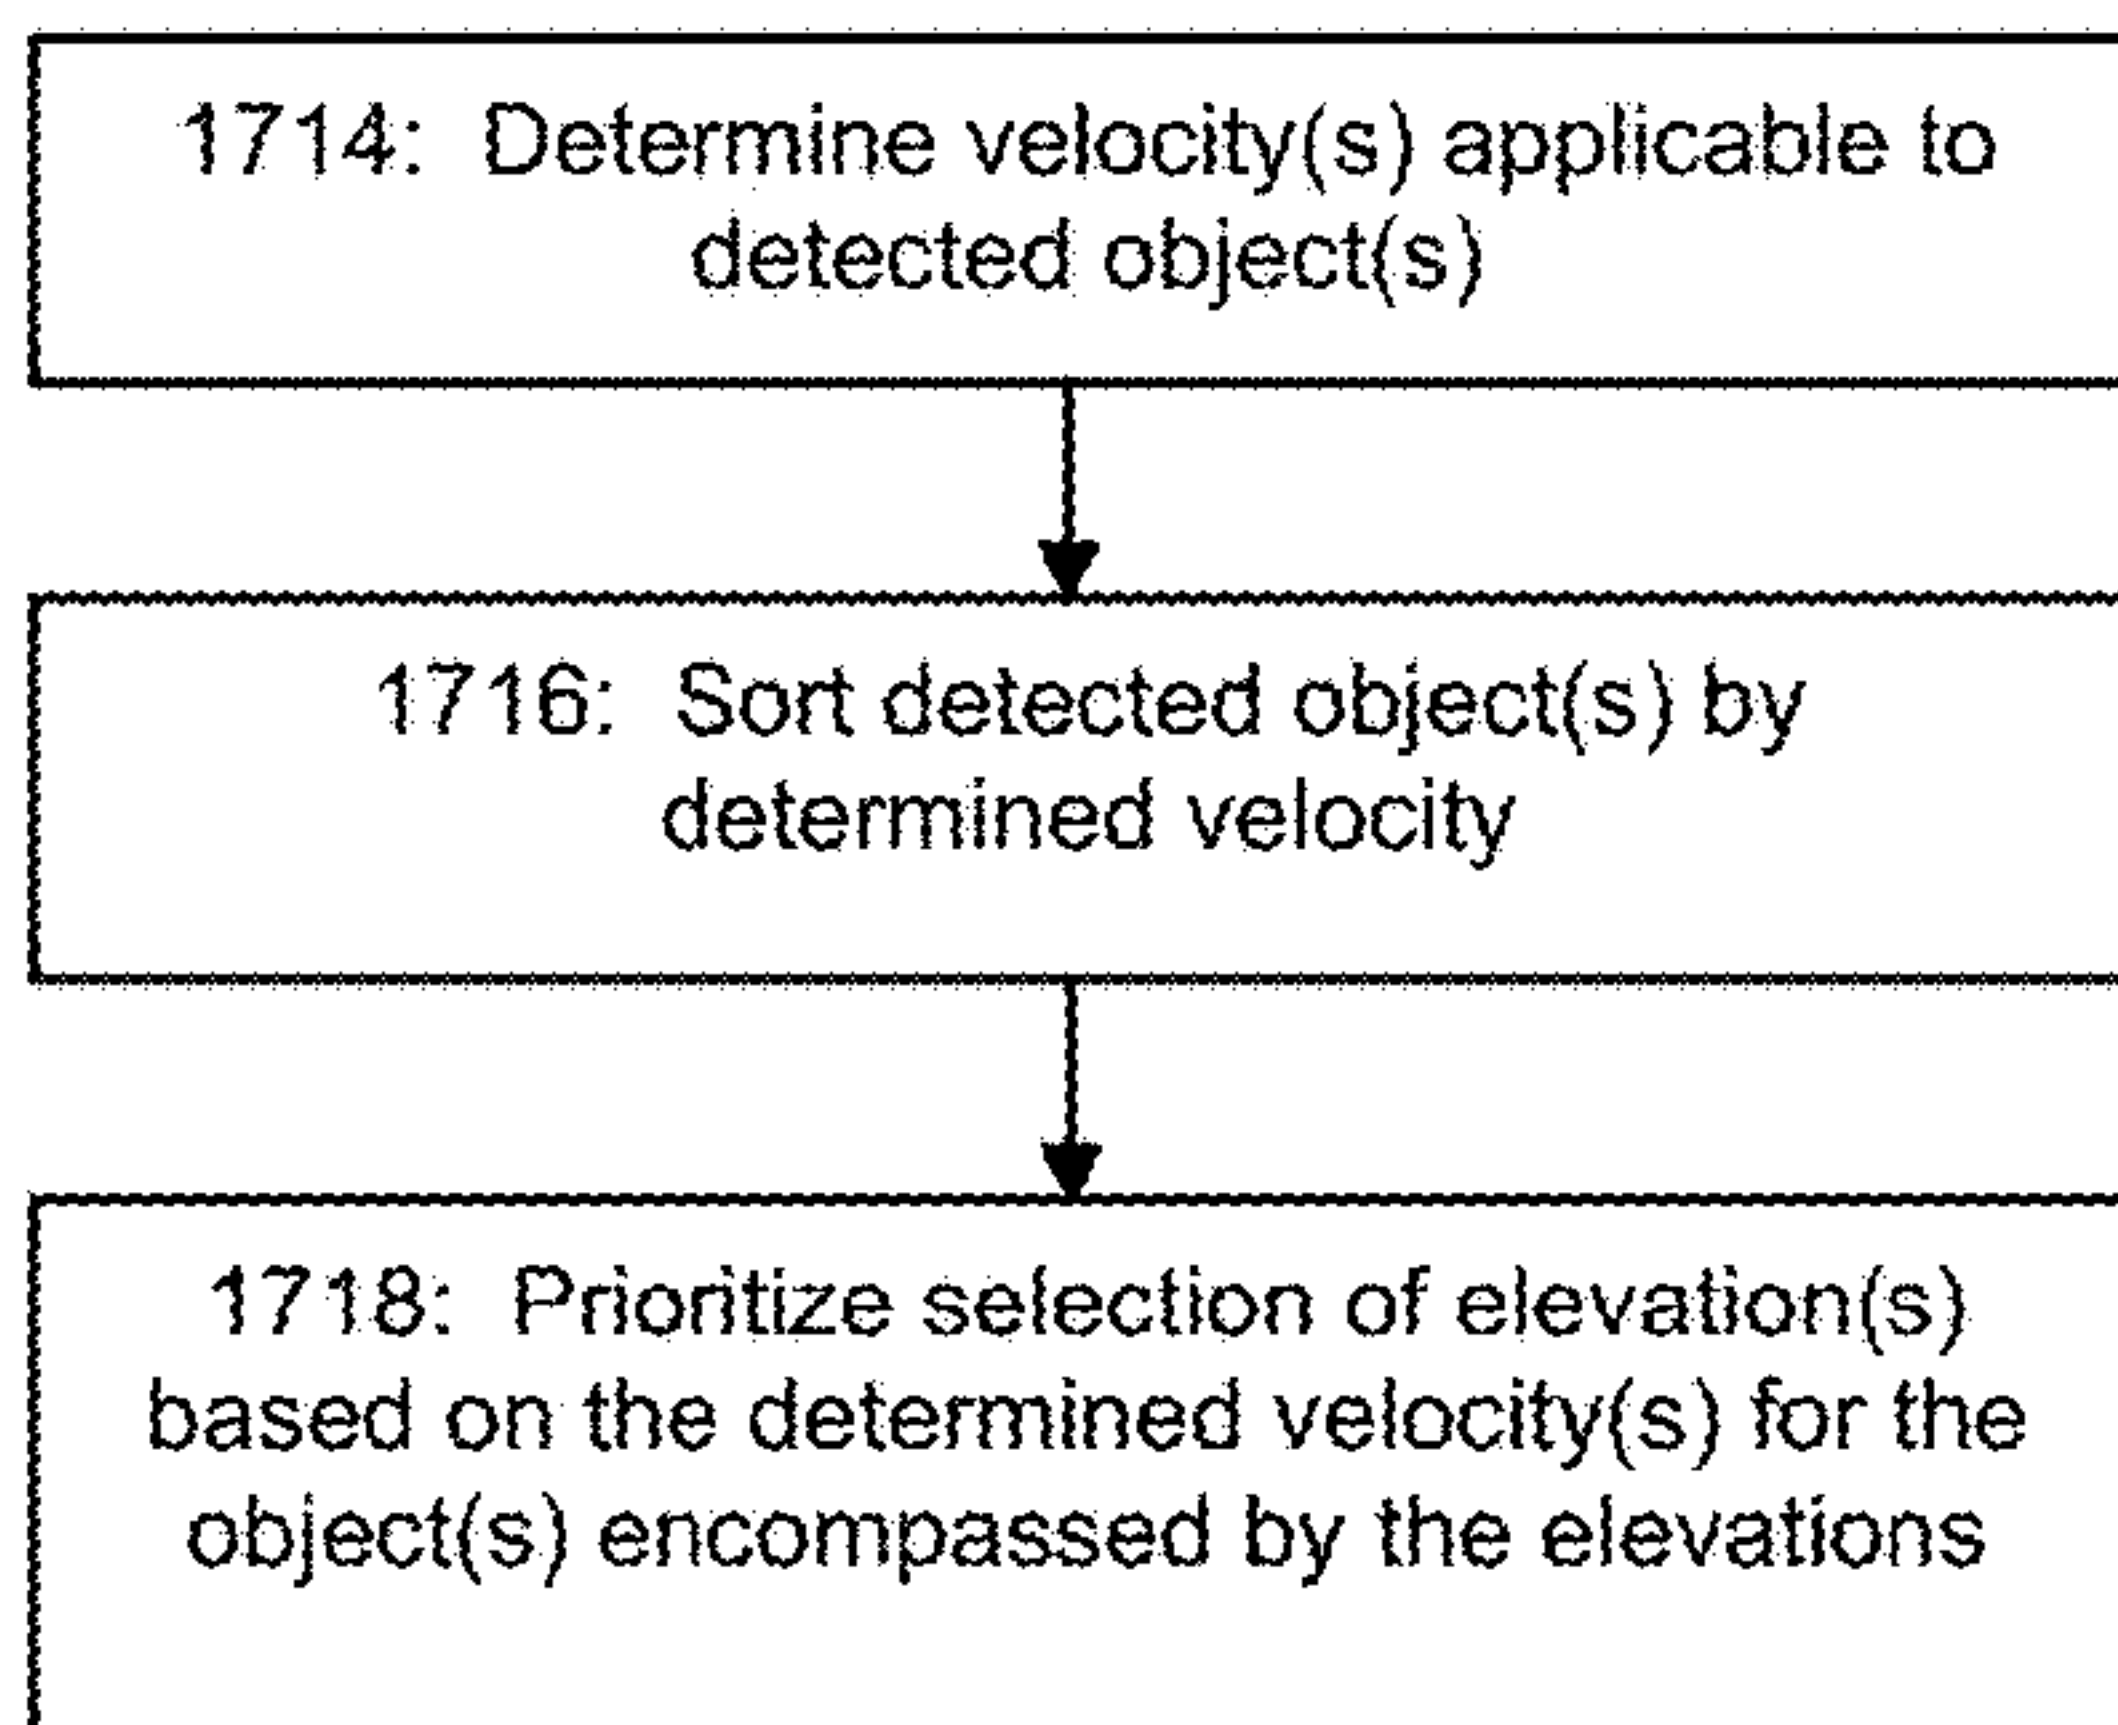 1714: Determine velocity(s) applicable to
detected object(s)
1716: Sort detected object(s) by
determined velocity
1718: Prioritize selection of elevation(s)
based on the determined velocity(s) for the
object(s) encompassed by the elevations